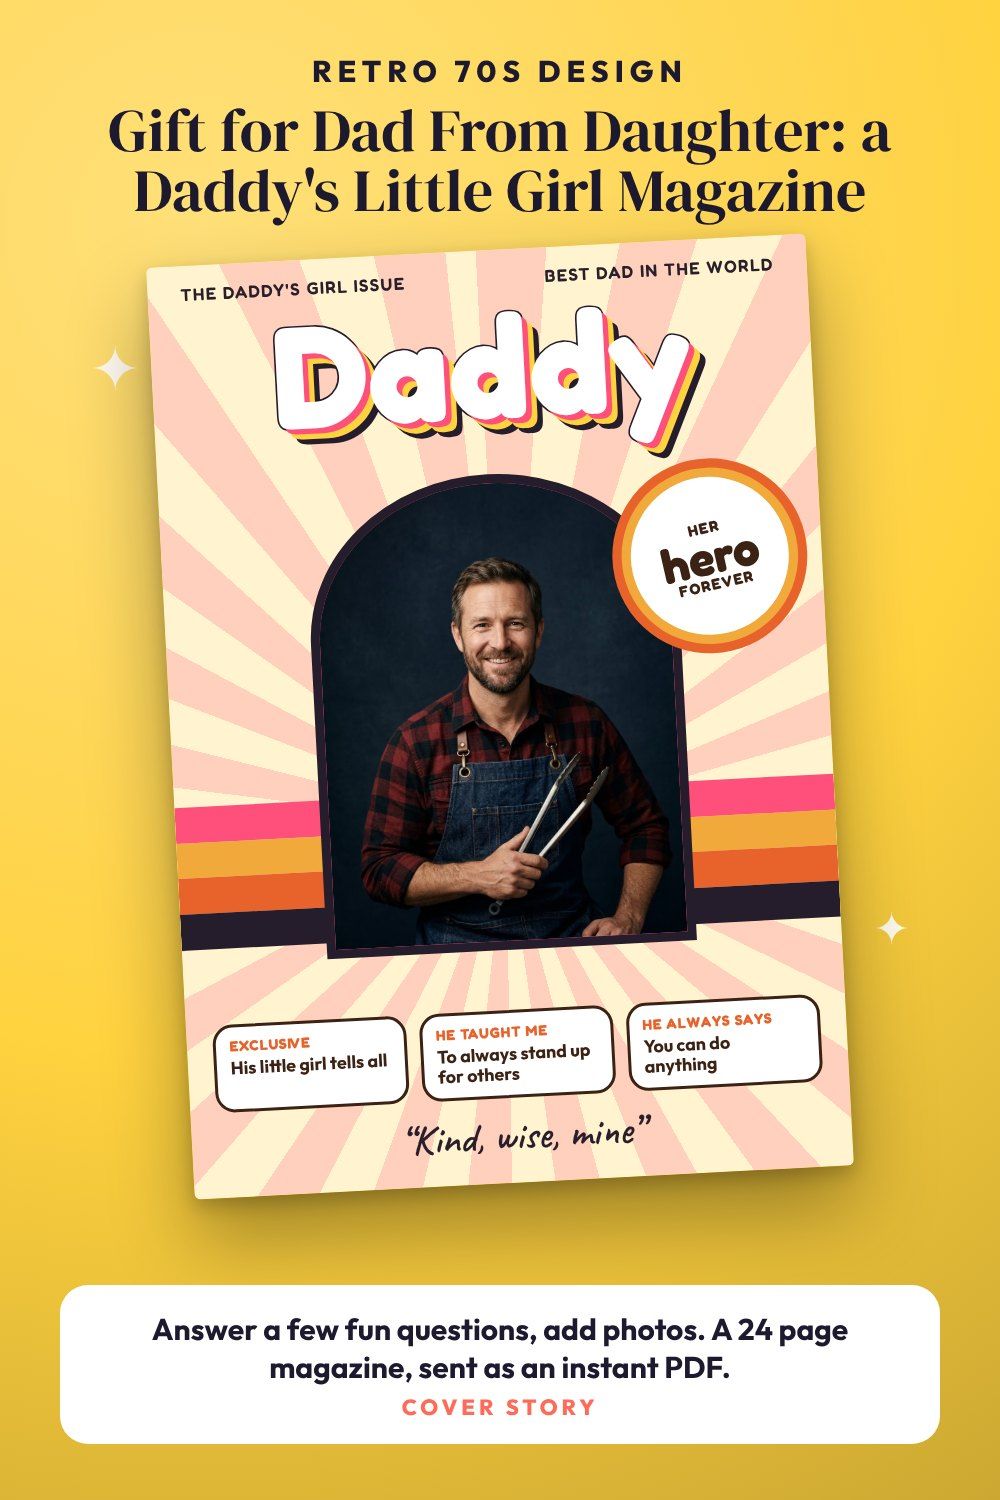 RETRO 70S DESIGN
Gift for Dad From Daughter: a
Daddy's Little Girl Magazine
THE DADDY'S GIRL ISSUE
BEST DAD IN THE WORLD
Daddy
HER
hero
FOREVER
EXCLUSIVE
His little girl tells all
HE TAUGHT ME
To always stand up
for others
HE ALWAYS SAYS
You can do
anything
“Kind, wise, mine”
Answer a few fun questions, add photos. A 24 page
magazine, sent as an instant PDF.
COVER STORY